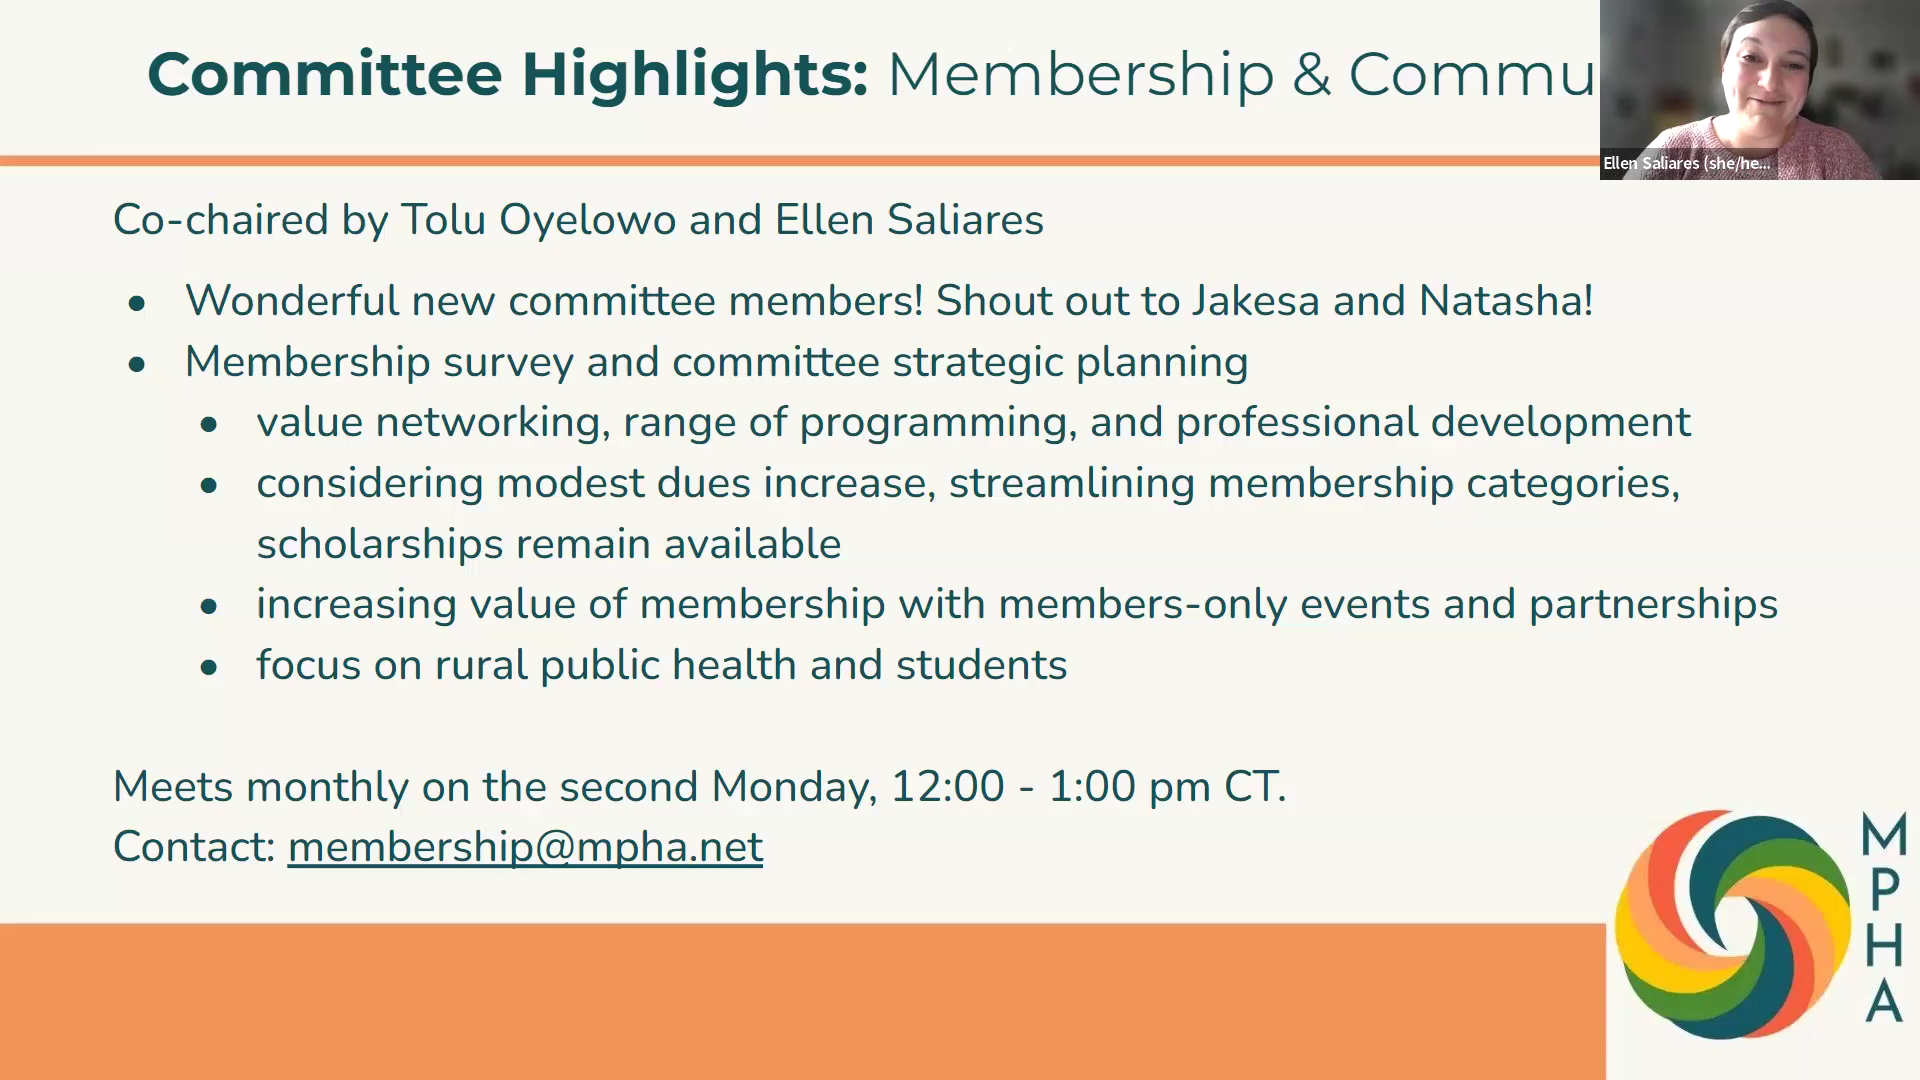 Committee Highlights: Membership & Commu
Ellen Saliares (she/he...
Co-chaired by Tolu Oyelowo and Ellen Saliares
• Wonderful new committee members! Shout out to Jakesa and Natasha!
• Membership survey and committee strategic planning
• value networking, range of programming, and professional development
• considering modest dues increase, streamlining membership categories,
scholarships remain available
• increasing value of membership with members-only events and partnerships
• focus on rural public health and students
Meets monthly on the second Monday, 12:00 - 1:00 pm CT.
Contact: membership@mpha.net
M
P
H
A